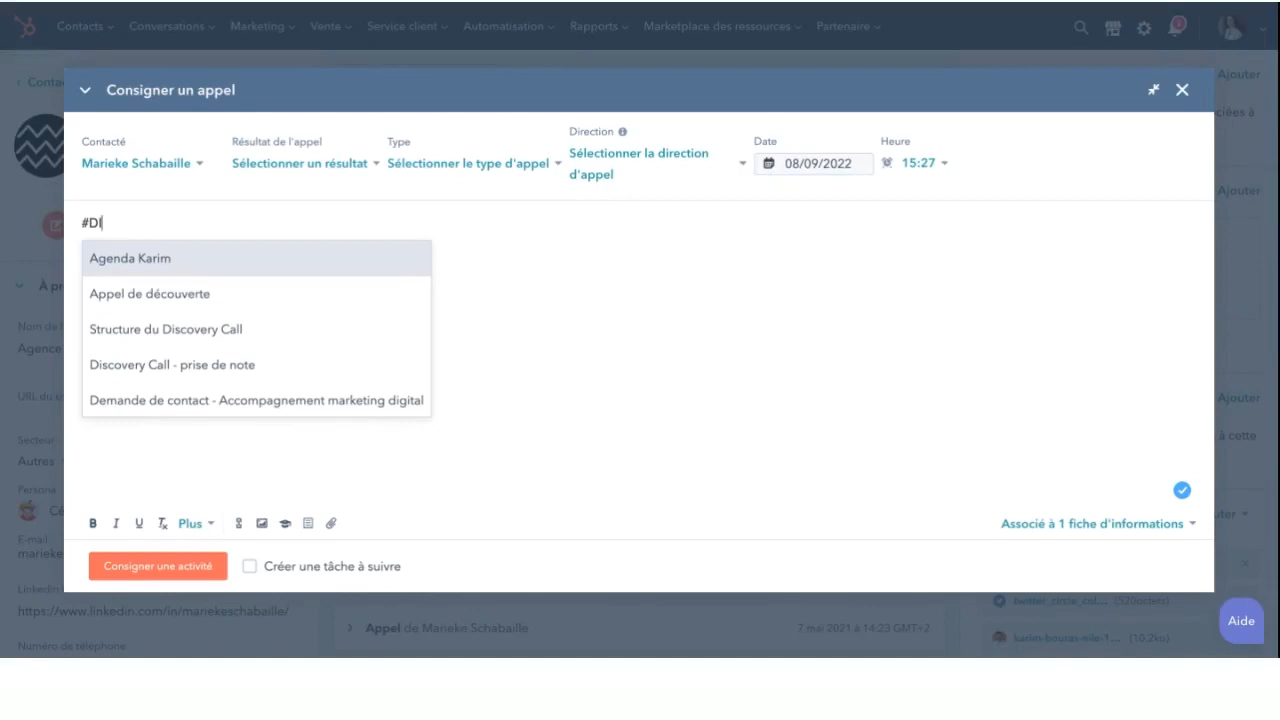 Contacts
Conversations
Marketing
Vente
Service client
Automatisation
Rapports
Marketplace des ressources
Partenaire
Ajouter
Consigner un appel
ciées à
Contacté
Marieke Schabaille
Résultat de l'appel
Sélectionner un résultat
Type
Sélectionner le type d'appel
Direction
Sélectionner la direction
d'appel
Date
08/09/2022
Heure
15:27
Ajouter
#DI
Agenda Karim
Appel de découverte
Structure du Discovery Call
Discovery Call - prise de note
Demande de contact - Accompagnement marketing digital
À pr
Agence
URL du
Secteur
Autres
Persona
E-mail
marieke
Ajouter
à cette
B I U Tx Plus
Associé à 1 fiche d'informations
Consigner une activité
Créer une tâche à suivre
https://www.linkedin.com/in/mariekeschabaille/
Numéro de téléphone
Appel de Marieke Schabaille
7 mai 2021 à 14:23 GMT+2
(10.2ko)
Aide